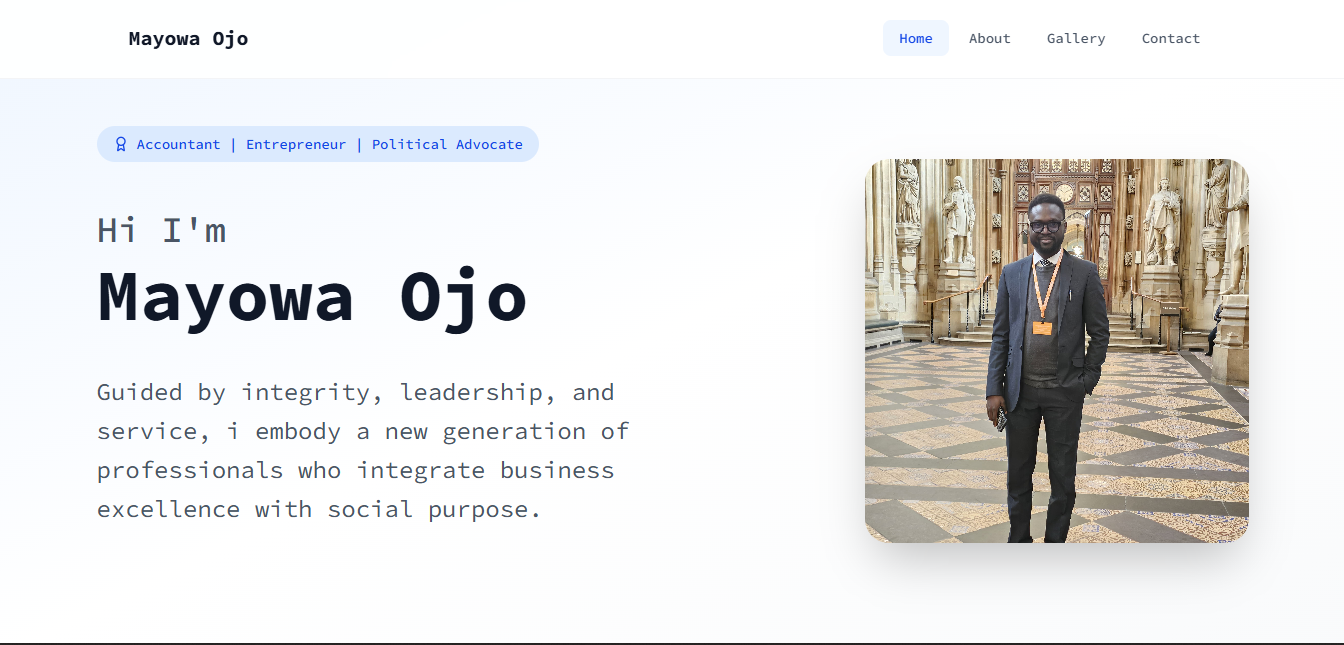 Mayowa Ojo
Home About Gallery Contact
Accountant | Entrepreneur | Political Advocate
Hi I'm
Mayowa Ojo
Guided by integrity, leadership, and
service, i embody a new generation of
professionals who integrate business
excellence with social purpose.